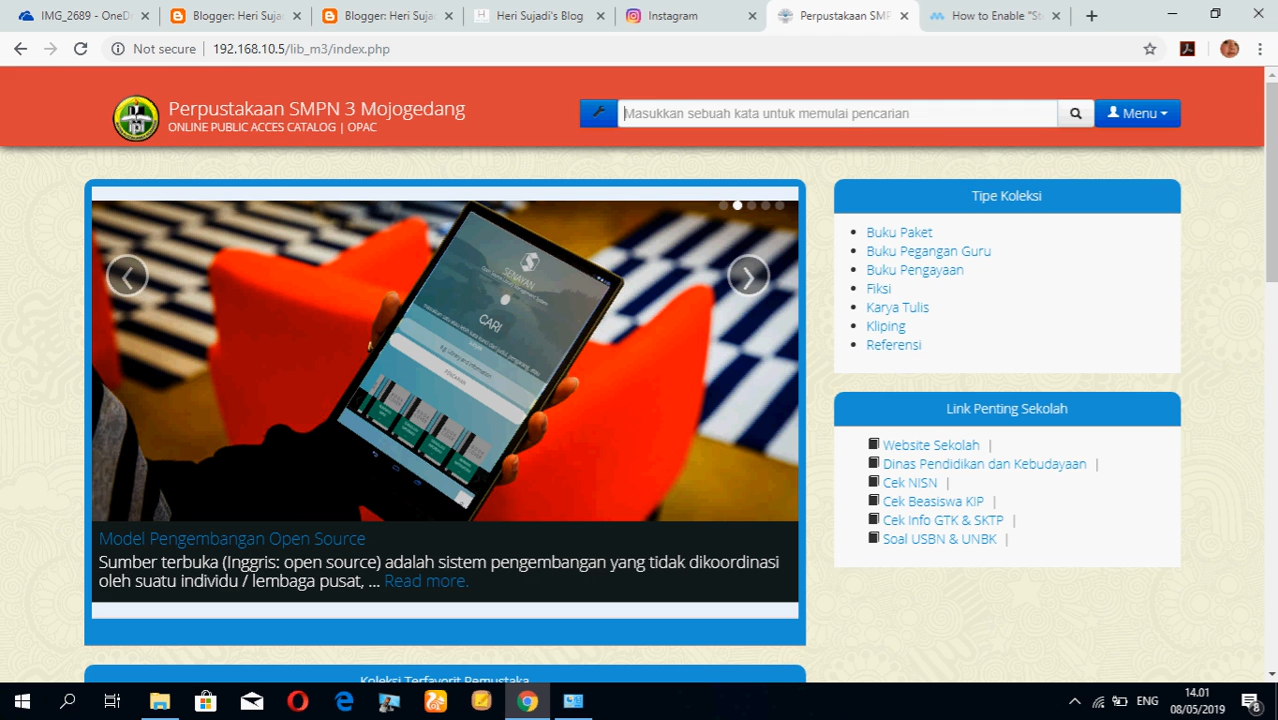 IMG_2689 - OneD
Blogger: Heri Suja
Blogger: Heri Suja
Heri Sujadi's Blog
Instagram
Perpustakaan SMP
How to Enable "St
Not secure | 192.168.10.5/lib_m3/index.php
Perpustakaan SMPN 3 Mojogedang
ONLINE PUBLIC ACCES CATALOG | OPAC
Masukkan sebuah kata untuk memulai pencarian
Menu
SENAYAN
CARI
Model Pengembangan Open Source
Sumber terbuka (Inggris: open source) adalah sistem pengembangan yang tidak dikoordinasi
oleh suatu individu / lembaga pusat, ... Read more.
Koleksi Terfavorit Pemustaka
Tipe Koleksi
Buku Paket
Buku Pegangan Guru
Buku Pengayaan
Fiksi
Karya Tulis
Kliping
Referensi
Link Penting Sekolah
Website Sekolah |
Dinas Pendidikan dan Kebudayaan |
Cek NISN |
Cek Beasiswa KIP |
Cek Info GTK & SKTP |
Soal USBN & UNBK |
ENG
14.01
08/05/2019
8